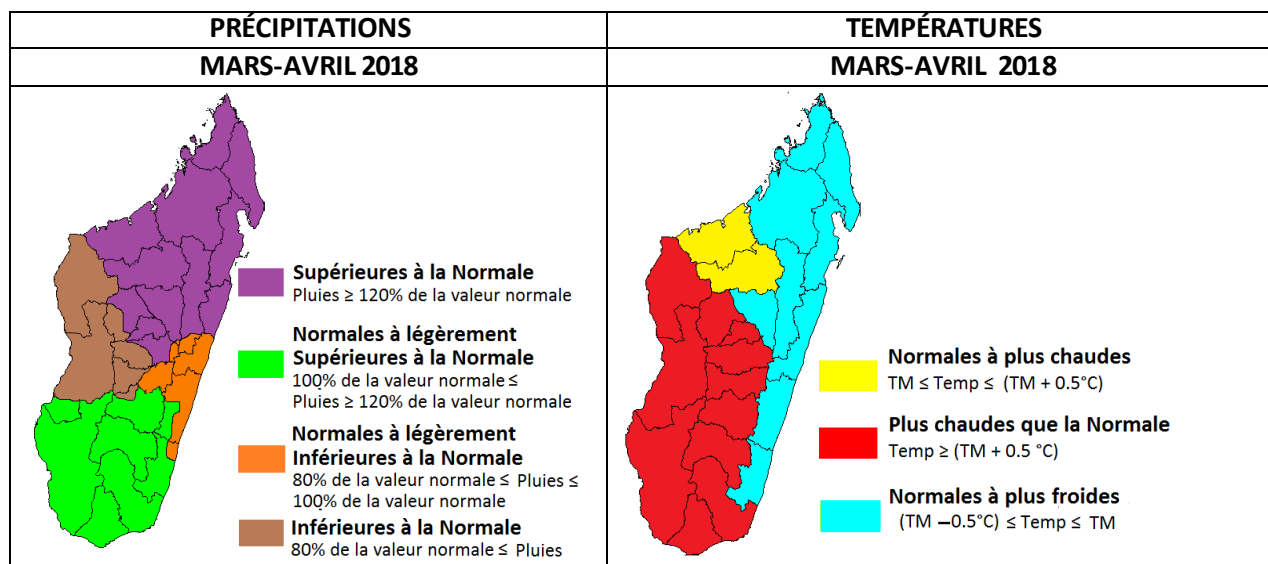 PRÉCIPITATIONS
TEMPÉRATURES
MARS-AVRIL 2018
MARS-AVRIL 2018
Supérieures à la Normale
Pluies ≥ 120% de la valeur normale
Normales à légèrement
Supérieures à la Normale
100% de la valeur normale ≤
Pluies ≥ 120% de la valeur normale
Normales à légèrement
Inférieures à la Normale
80% de la valeur normale ≤ Pluies ≤
100% de la valeur normale
Inférieures à la Normale
80% de la valeur normale ≤ Pluies
Normales à plus chaudes
TM ≤ Temp ≤ (TM + 0.5°C)
Plus chaudes que la Normale
Temp ≥ (TM + 0.5 °C)
Normales à plus froides
(TM −0.5°C) ≤ Temp ≤ TM